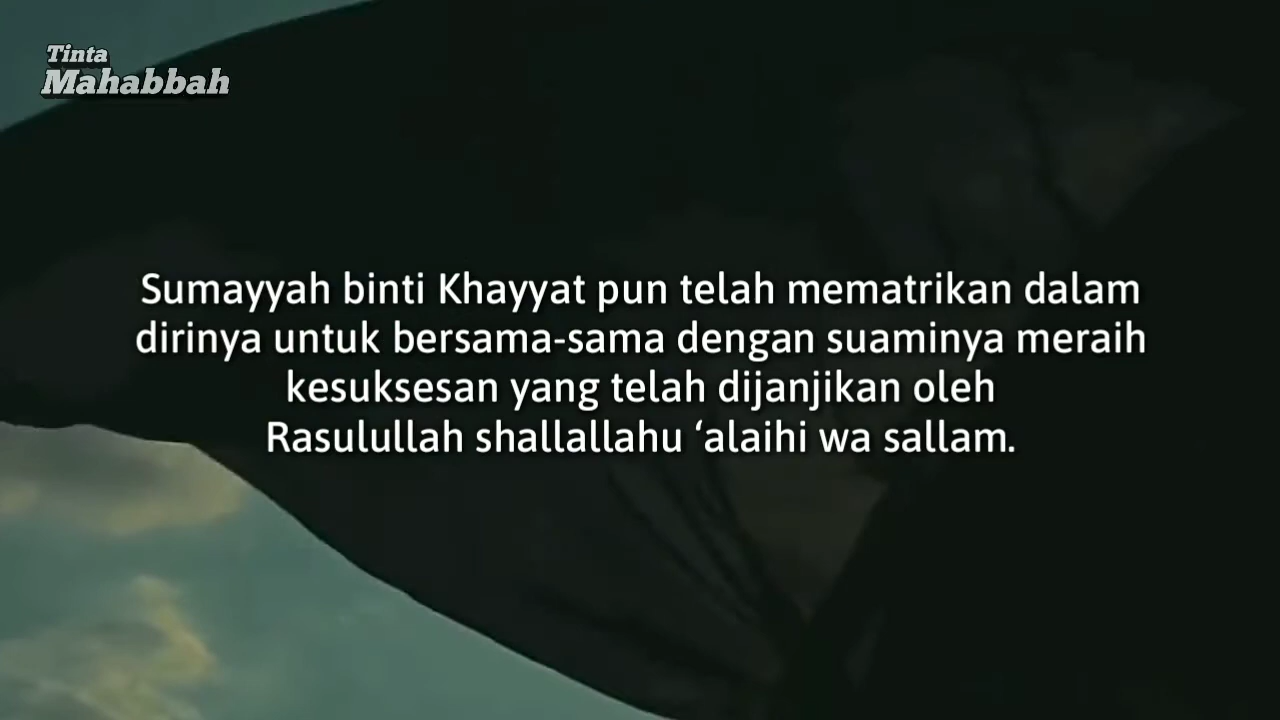 Tinta
Mahabbah
Sumayyah binti Khayyat pun telah mematrikan dalam
dirinya untuk bersama-sama dengan suaminya meraih
kesuksesan yang telah dijanjikan oleh
Rasulullah shallallahu ‘alaihi wa sallam.